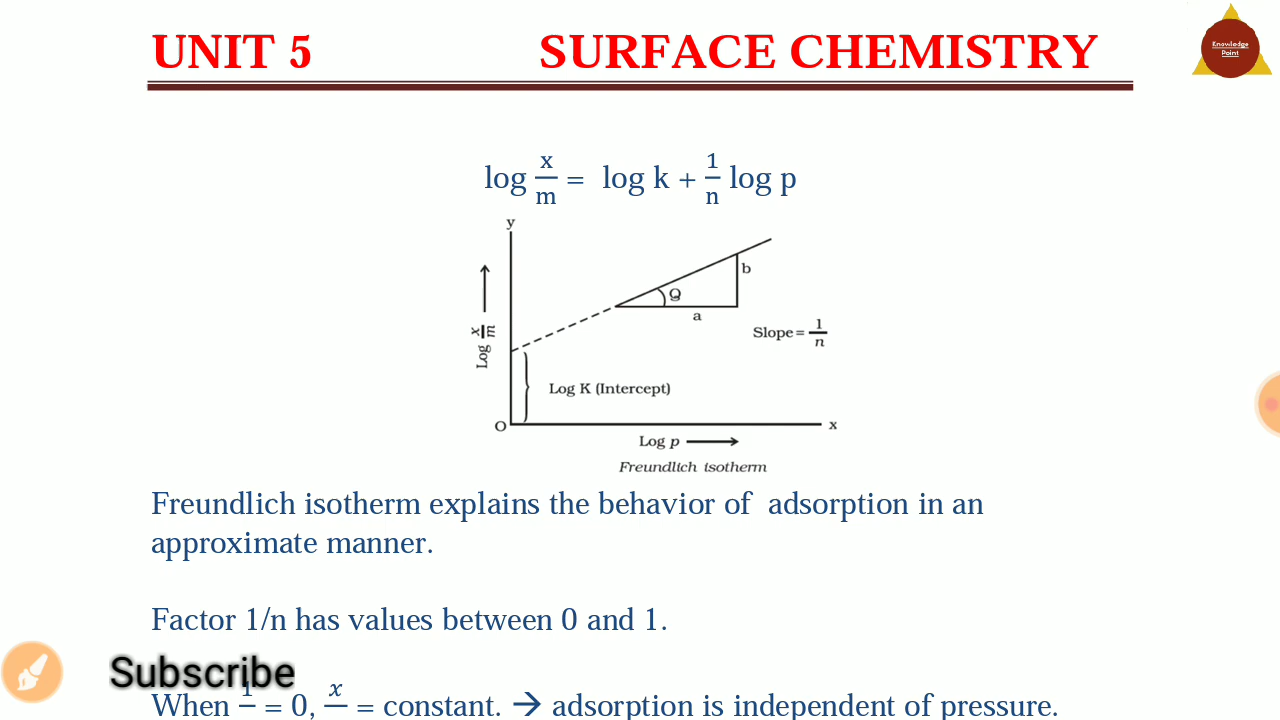 UNIT 5 SURFACE CHEMISTRY
Knowledge
Point
log x/m = log k + 1/n log p
y
b
Q
a
Slope = 1/n
Log x/m
Log K (Intercept)
O x
Log p
Freundlich isotherm
Freundlich isotherm explains the behavior of adsorption in an
approximate manner.
Factor 1/n has values between 0 and 1.
Subscribe
When 1/ = 0, x/ = constant. → adsorption is independent of pressure.